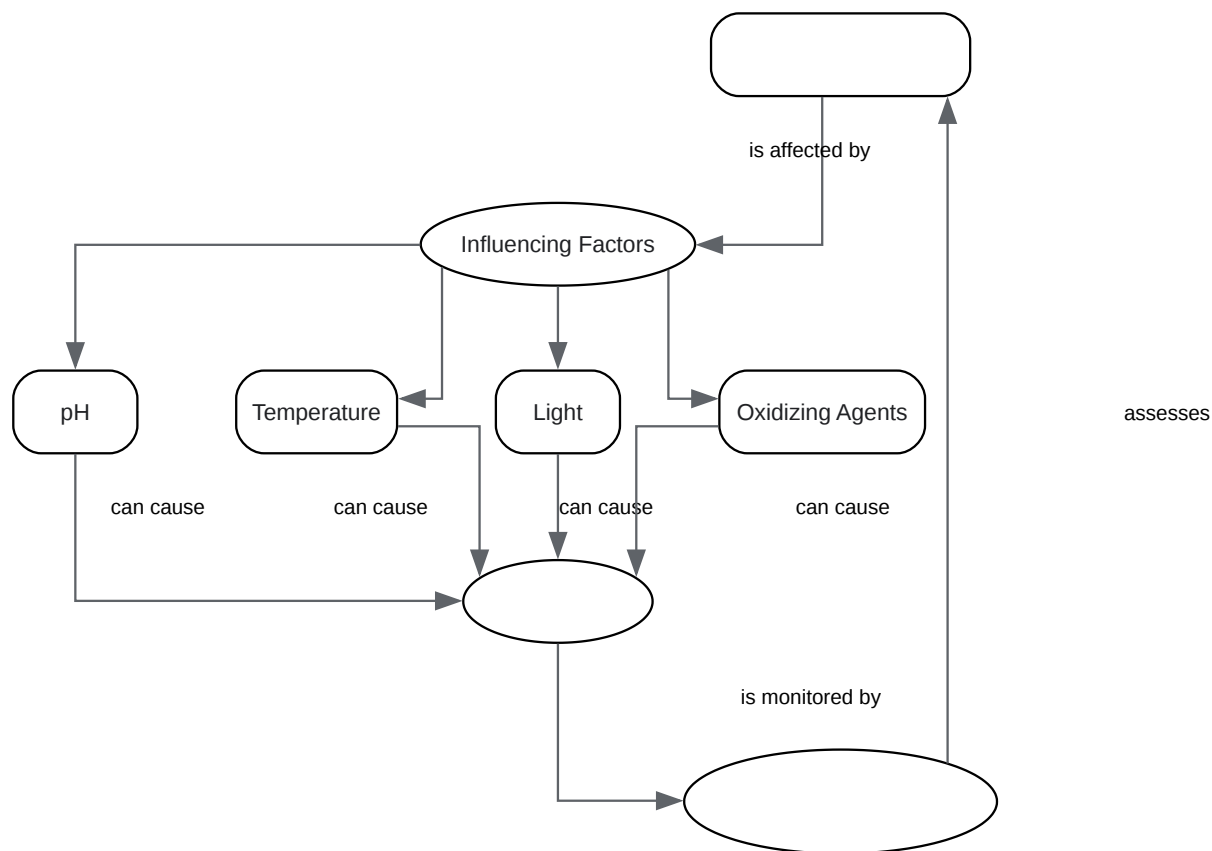 is affected by
Influencing Factors
pH
Temperature
Light
Oxidizing Agents
assesses
can cause
can cause
can cause
can cause
is monitored by